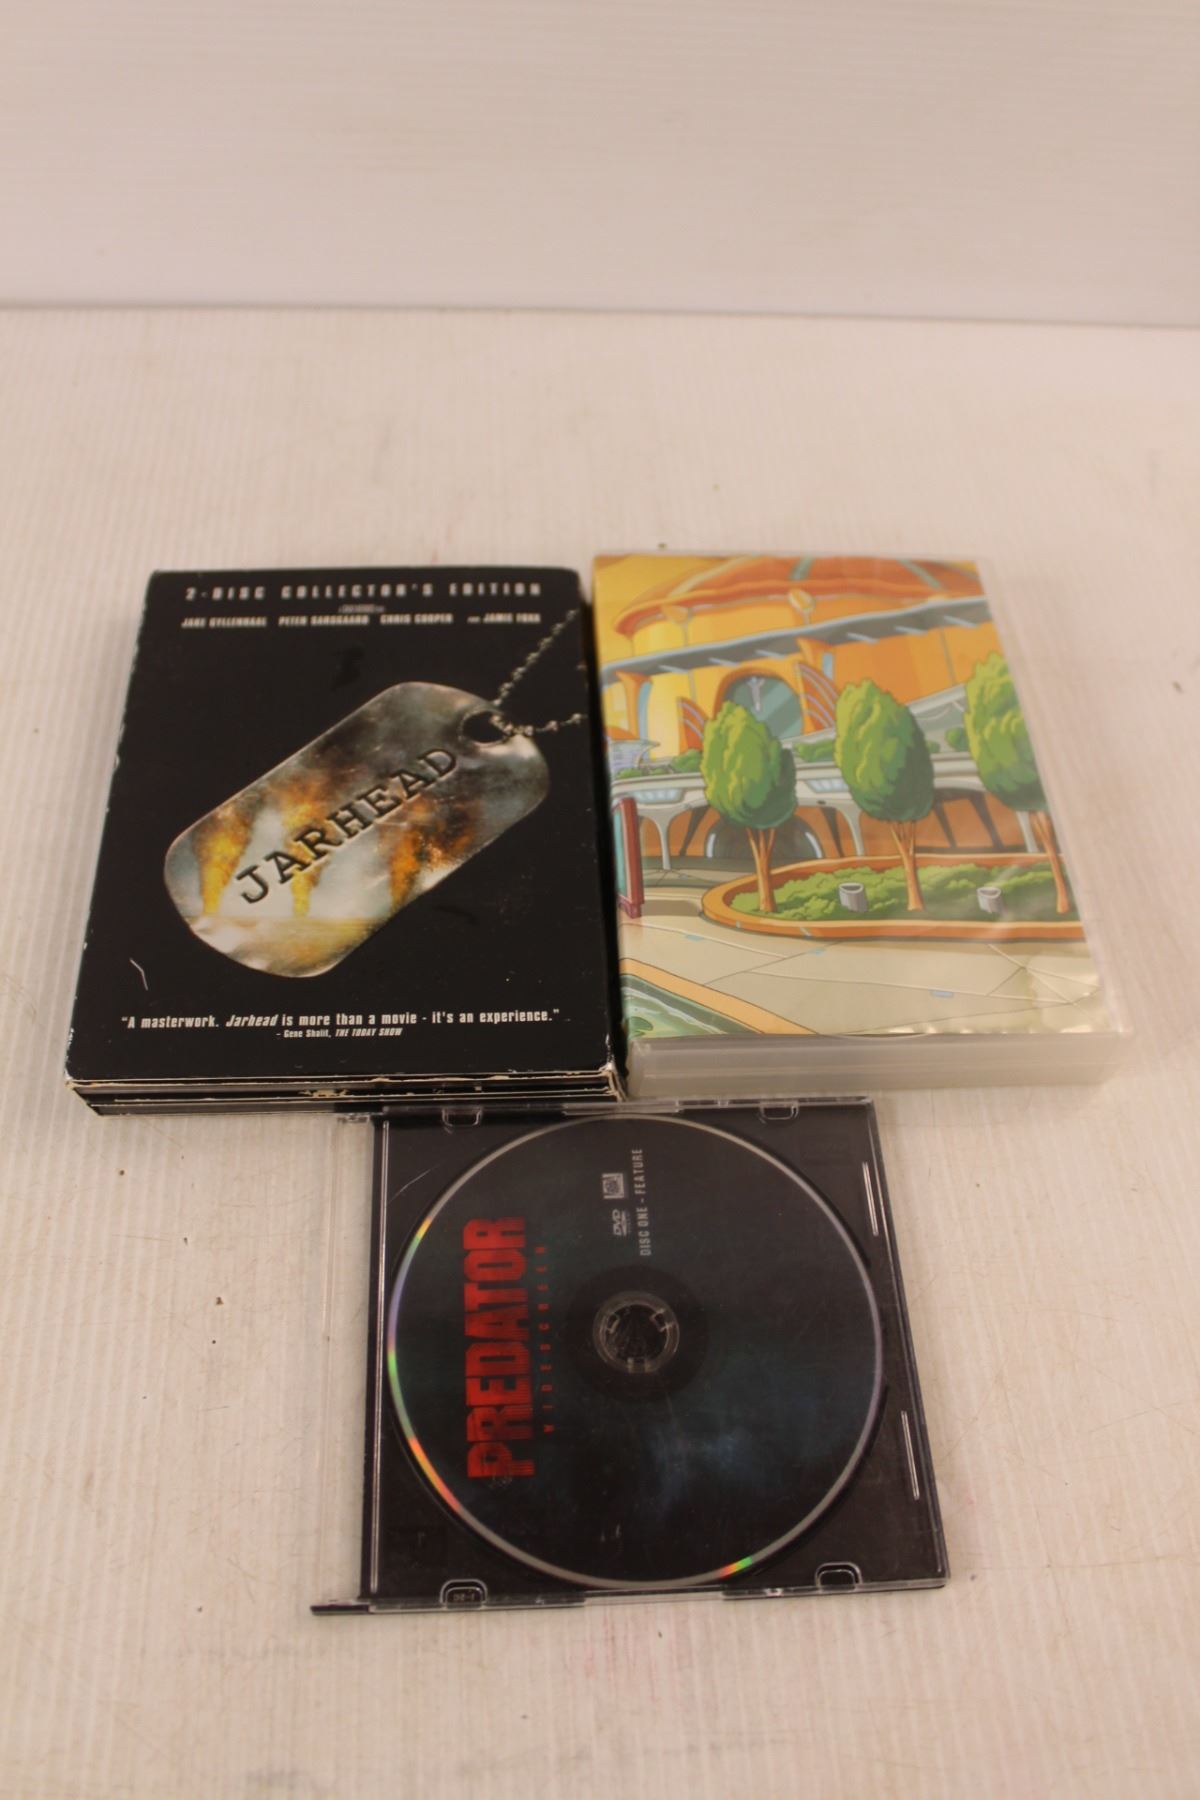 2-DISC COLLECTOR'S EDITION
JAKE GYLLENHAAL PETER SARSGAARD CHRIS COOPER AND JAMIE FOXX
JARHEAD
"A masterwork. Jarhead is more than a movie - it's an experience."
- Gene Shalit, THE TODAY SHOW
PREDATOR
WIDESCREEN
DVD
DISC ONE - FEATURE